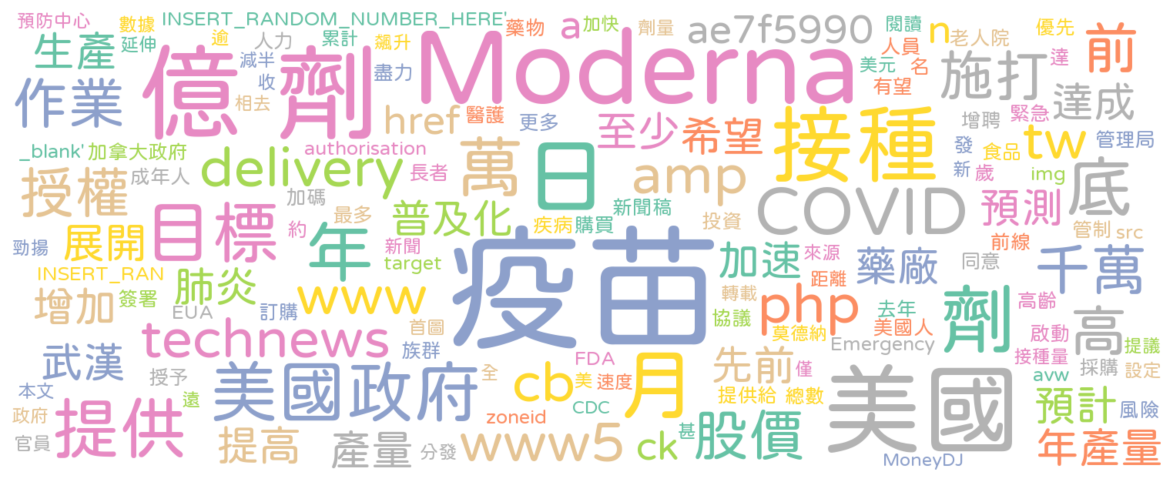 預防中心 數據 INSERT_RANDOM_NUMBER_HERE' 藥物 a 加快 劑量 ae7f5990 閱讀 n 優先
生產 延伸 逾 人力 累計 飆升 Moderna 人員 老人院 前
作業 億劑 減半 盡力 美元 名 達
收 相去 href 醫護 更多 至少 希望 有望 施打 達成
_blank' 加拿大政府 authorisation 接種 增聘 緊急 管理局
成年人 delivery 長者 萬 日 amp 發 食品 tw
授權 加碼 新 歲 img 底
目標 最多 普及化 疾病 購買 新聞稿 投資 COVID 預測 管制 src
勁揚 展開 約 年 新聞 疫苗 加速 來源 前線
INSERT_RAN target 藥廠 同意 千萬
增加 簽署 肺炎 www 轉載 距離 php 劑 高齡 高
EUA 訂購 首圖 協議 莫德納 去年 美國人 啟動 提議
technews 族群 Emergency 接種量
武漢 FDA 先前 僅 採購 設定
本文 授予 美國政府 全 cb 美 速度 月 美國 avw
政府 提供 遠 CDC 提供給 總數 預計 風險
官員 提高 產量 zoneid www5 ck 甚 股價 年產量
分發 MoneyDJ